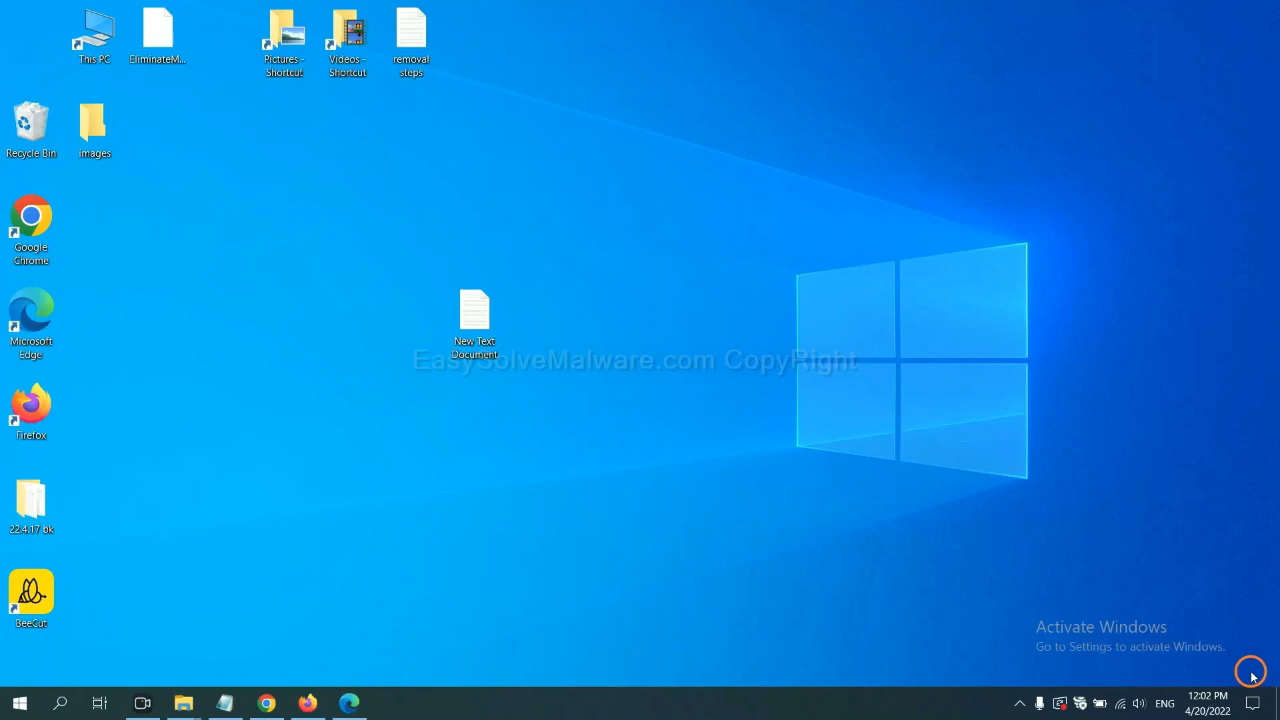 This PC
EliminateM...
Pictures -
Shortcut
Videos -
Shortcut
removal
steps
Recycle Bin
images
Google
Chrome
New Text
Document
Microsoft
Edge
EasySolveMalware.com CopyRight
Firefox
22.4.17 bk
BeeCut
Activate Windows
Go to Settings to activate Windows.
ENG
12:02 PM
4/20/2022